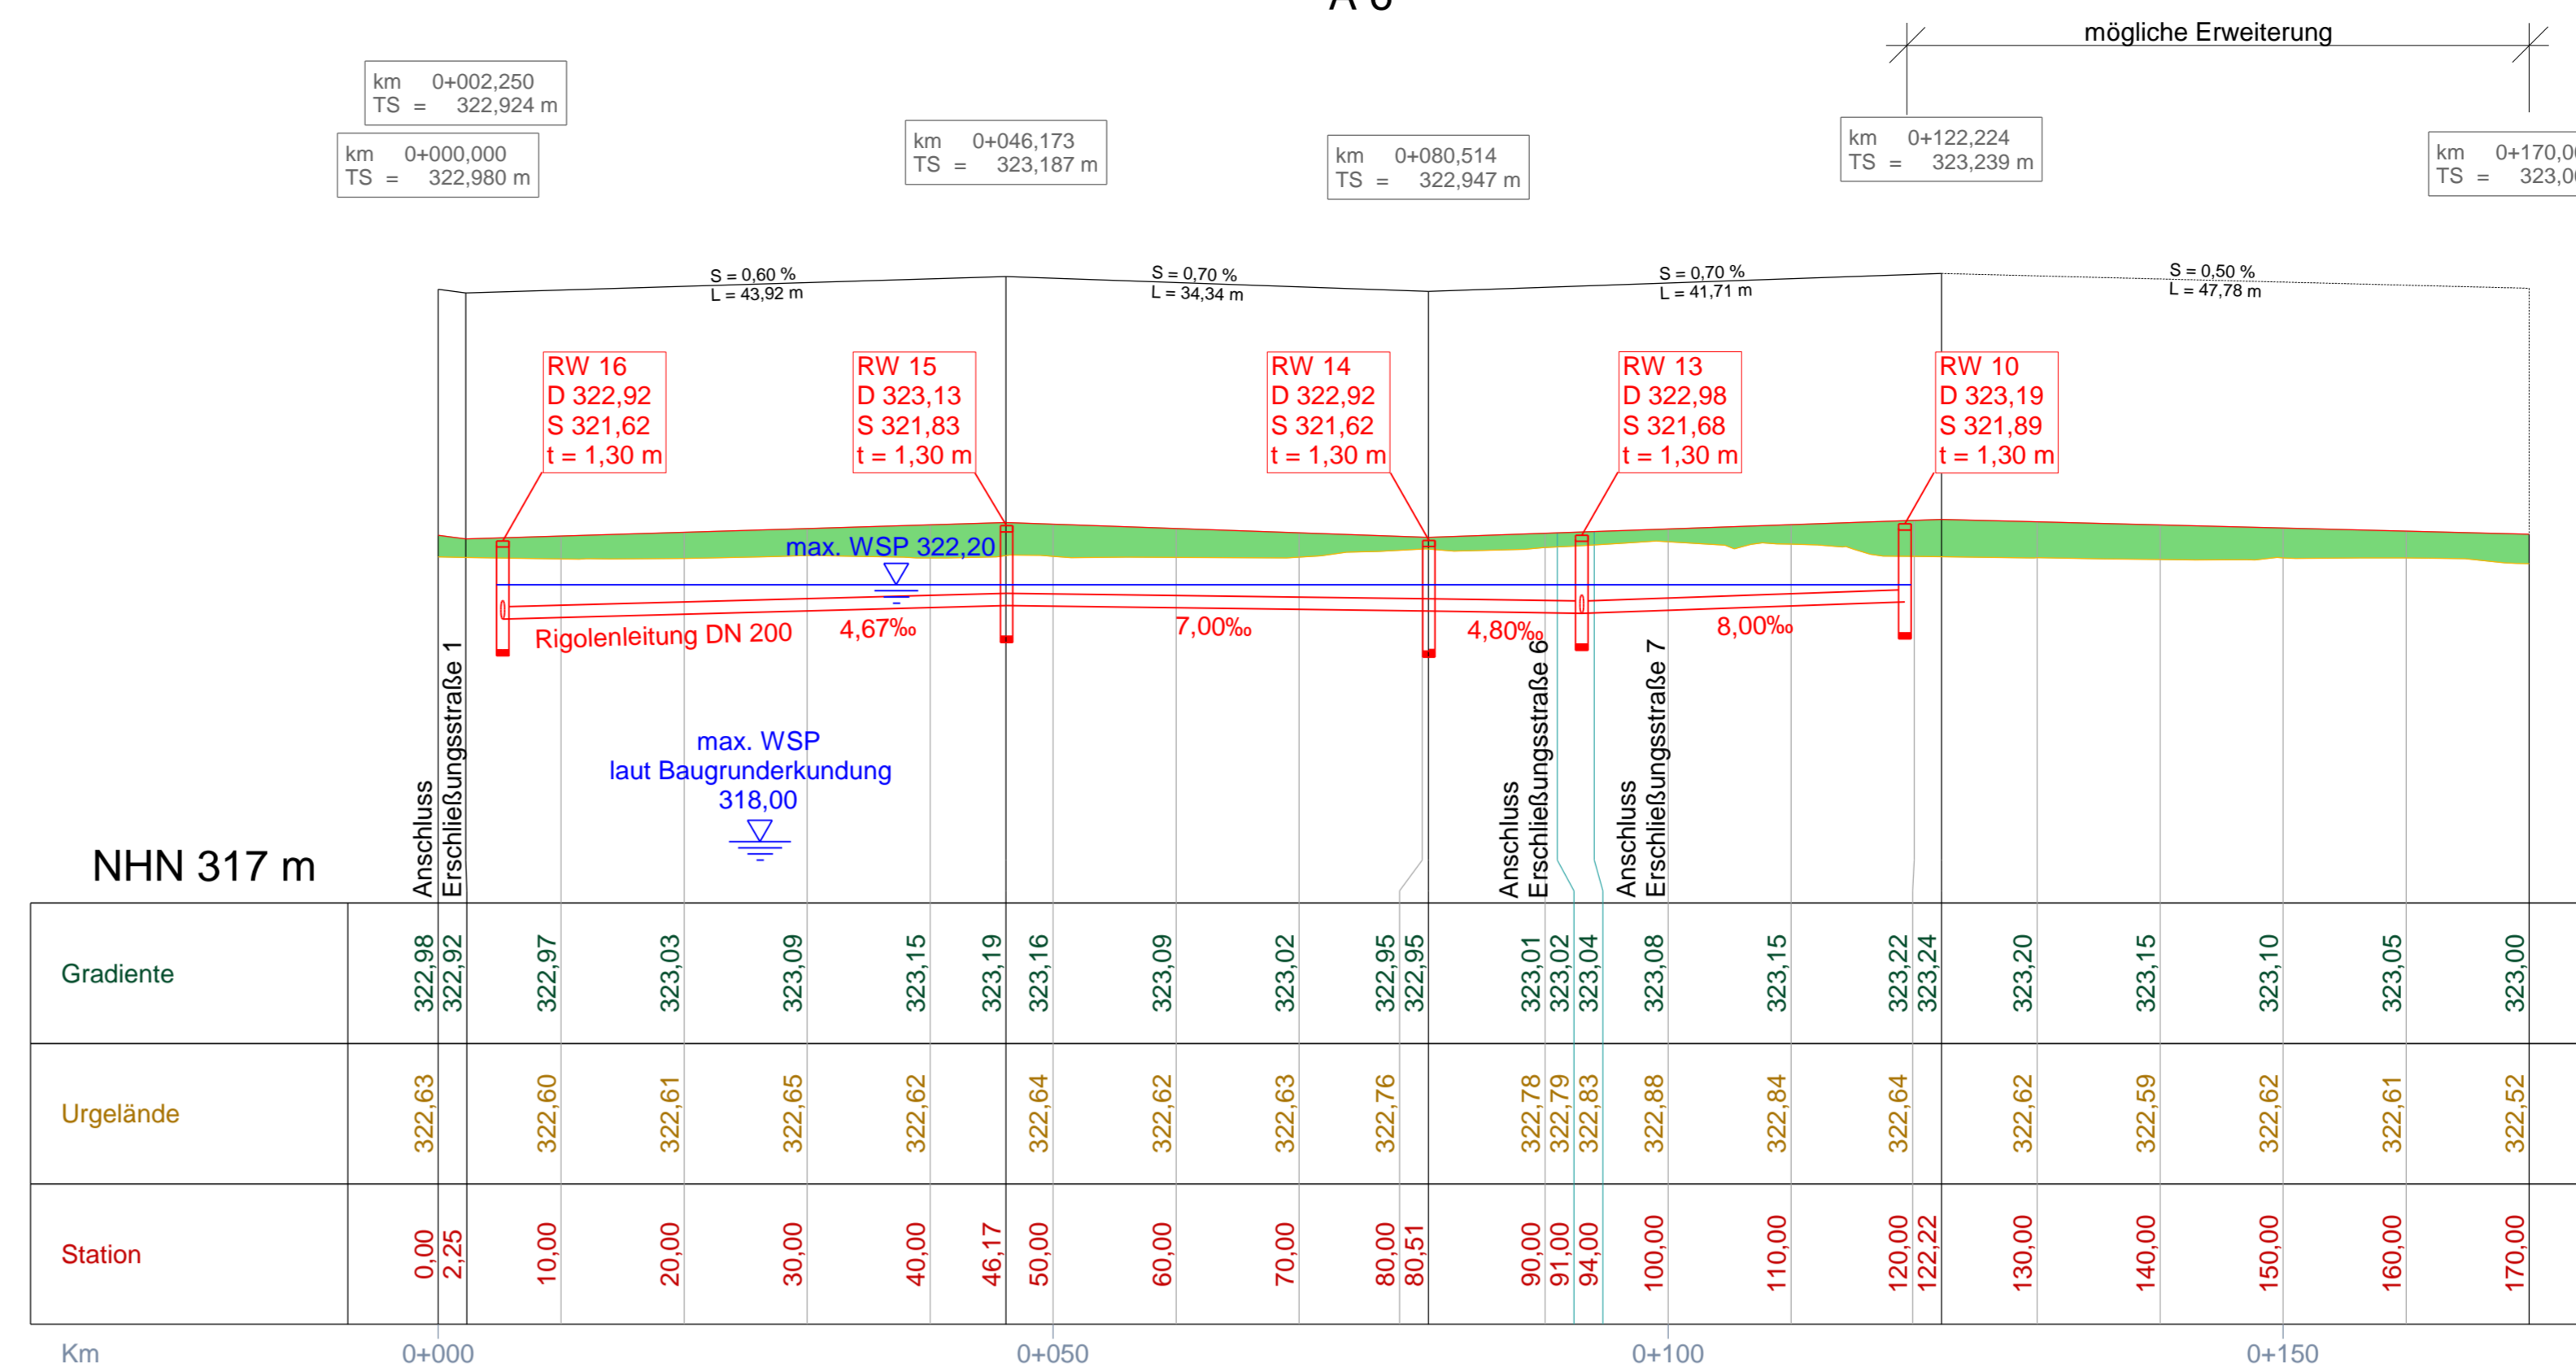 mögliche Erweiterung
km 0+002,250
TS = 322,924 m
km 0+000,000
TS = 322,980 m
km 0+046,173
TS = 323,187 m
km 0+080,514
TS = 322,947 m
km 0+122,224
TS = 323,239 m
km
TS =
S = 0,60 %
L = 43,92 m
S = 0,70 %
L = 34,34 m
S = 0,70 %
L = 41,71 m
S = 0,50 %
L = 47,78 m
RW 16
D 322,92
S 321,62
t = 1,30 m
RW 15
D 323,13
S 321,83
t = 1,30 m
RW 14
D 322,92
S 321,62
t = 1,30 m
RW 13
D 322,98
S 321,68
t = 1,30 m
RW 10
D 323,19
S 321,89
t = 1,30 m
max. WSP 322,20
Rigolenleitung DN 200 4,67‰
7,00‰
4,80‰
8,00‰
max. WSP
laut Baugrunderkundung
318,00
Anschluss
Erschließungsstraße 1
Anschluss
Erschließungsstraße 6
Anschluss
Erschließungsstraße 7
NHN 317 m
Gradiente 322,98 322,92 322,97 323,03 323,09 323,15 323,19 323,16 323,09 323,02 322,95 322,95 323,01 323,02 323,04 323,08 323,15 323,22 323,24 323,20 323,15 323,10 323,05 323,00
Urgelände 322,63 322,60 322,61 322,65 322,62 322,64 322,62 322,63 322,76 322,78 322,79 322,83 322,88 322,84 322,64 322,62 322,59 322,62 322,61 322,52
Station 0,00 2,25 10,00 20,00 30,00 40,00 46,17 50,00 60,00 70,00 80,00 80,51 90,00 91,00 94,00 100,00 110,00 120,00 122,22 130,00 140,00 150,00 160,00 170,00
Km 0+000 0+050 0+100 0+150